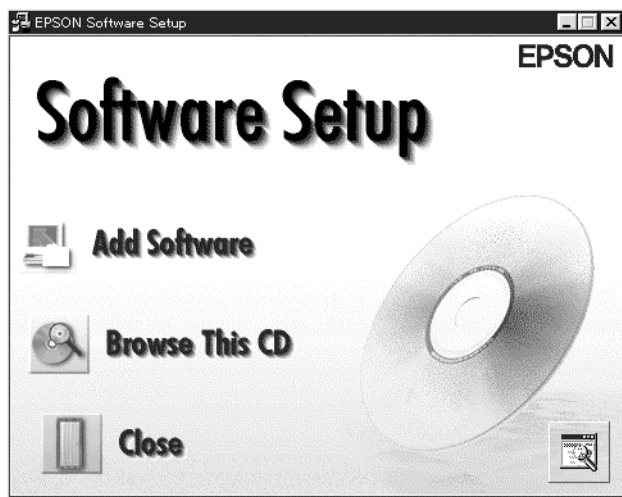 EPSON Software Setup
EPSON
Software Setup
Add Software
Browse This CD
Close